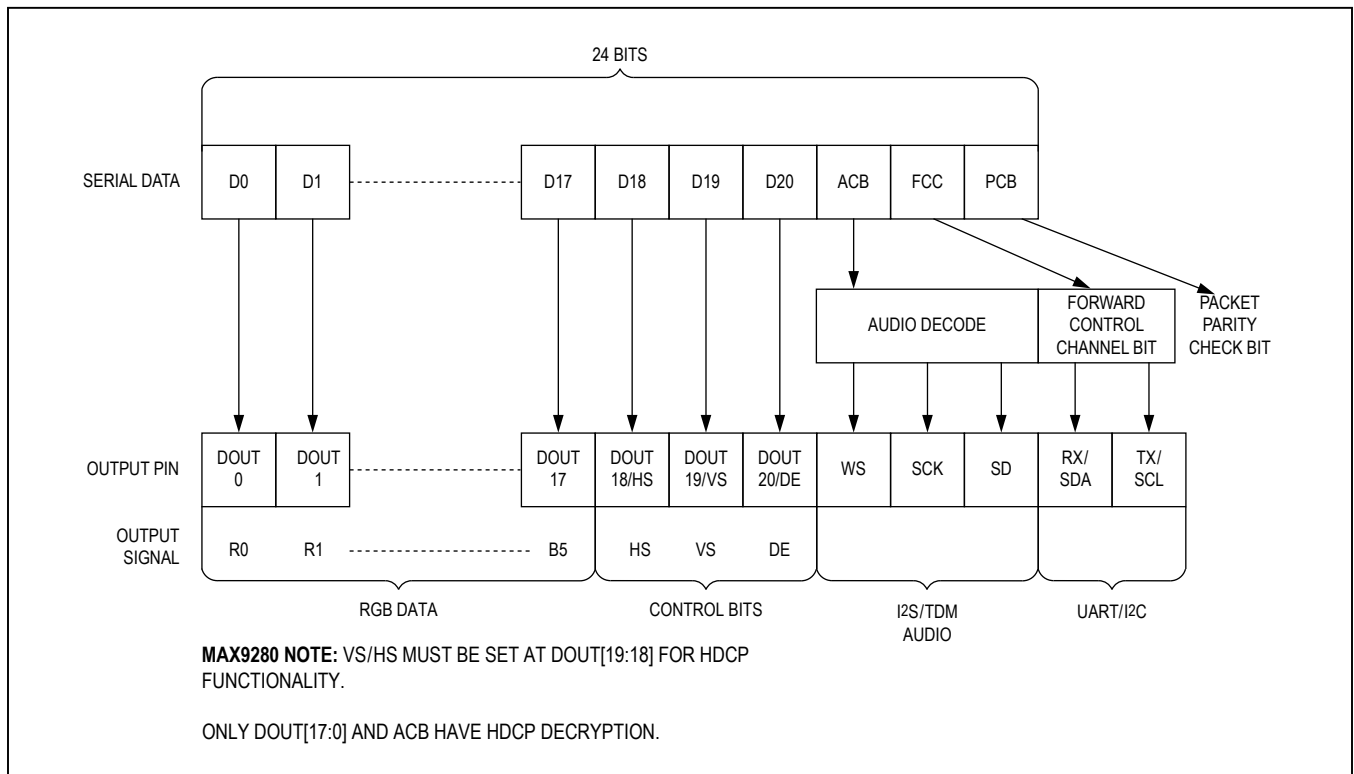 24 BITS
SERIAL DATA D0 D1 D17 D18 D19 D20 ACB FCC PCB
AUDIO DECODE
FORWARD
CONTROL
CHANNEL BIT
PACKET
PARITY
CHECK BIT
OUTPUT PIN
DOUT
0
DOUT
1
DOUT
17
DOUT
18/HS
DOUT
19/VS
DOUT
20/DE
WS
SCK
SD
RX/
SDA
TX/
SCL
OUTPUT
SIGNAL
R0 R1 B5 HS VS DE
RGB DATA
CONTROL BITS
I2S/TDM
AUDIO
UART/I2C
MAX9280 NOTE: VS/HS MUST BE SET AT DOUT[19:18] FOR HDCP
FUNCTIONALITY.
ONLY DOUT[17:0] AND ACB HAVE HDCP DECRYPTION.